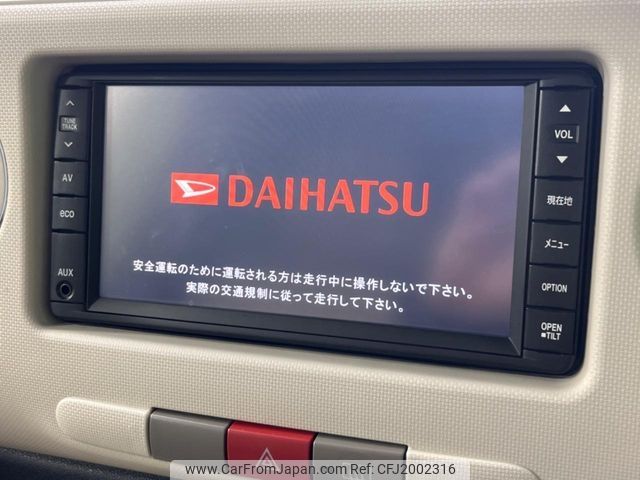 TUNE
TRACK
AV
eco
AUX
DAIHATSU
安全運転のために運転される方は走行中に操作しないで下さい。
実際の交通規制に従って走行して下さい。
VOL
現在地
メニュー
OPTION
OPEN
■TILT
©CarFromJapan.com Ref. No: CFJ2002316